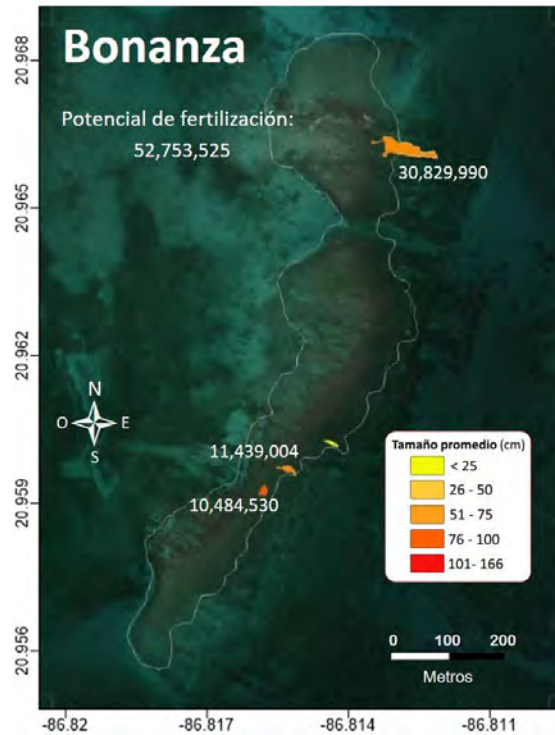 Bonanza
Potencial de fertilización:
52,753,525
30,829,990
11,439,004
10,484,530
N
O E
S
Tamaño promedio (cm)
< 25
26 - 50
51 - 75
76 - 100
101- 166
0 100 200
Metros
20.968
20.965
20.962
20.959
20.956
-86.82 -86.817 -86.814 -86.811